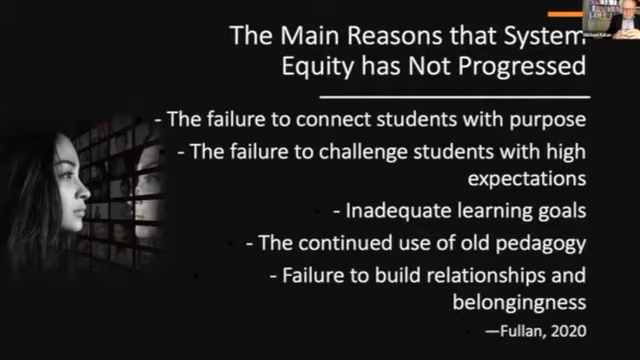 The Main Reasons that System
Equity has Not Progressed
- The failure to connect students with purpose
- The failure to challenge students with high
expectations
- Inadequate learning goals
- The continued use of old pedagogy
- Failure to build relationships and
belongingness
—Fullan, 2020
Michael Fullan